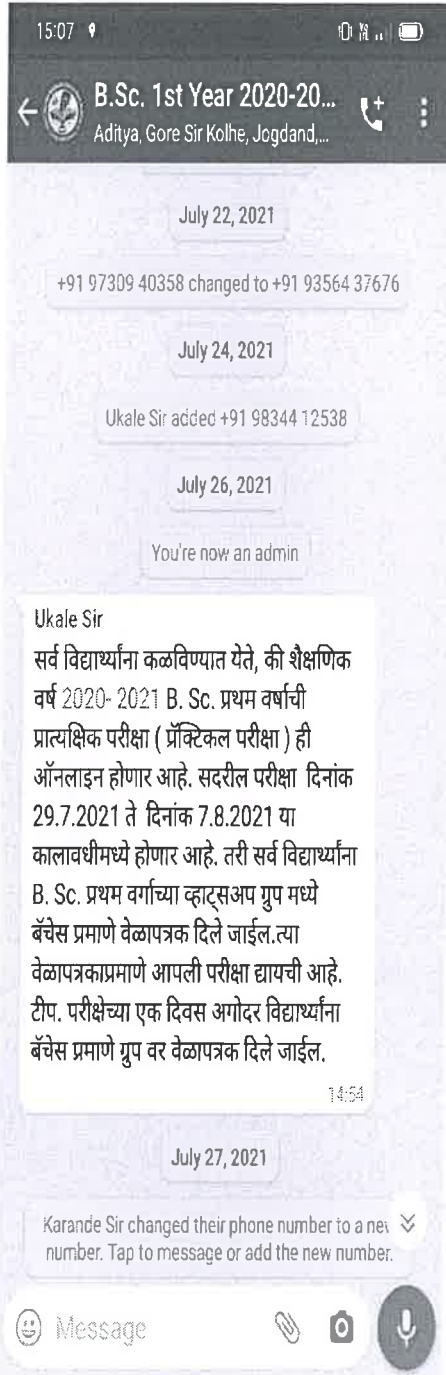 15:07
B.Sc. 1st Year 2020-20...
Aditya, Gore Sir Kolhe, Jogdand,...
July 22, 2021
+91 97309 40358 changed to +91 93564 37676
July 24, 2021
Ukale Sir added +91 98344 12538
July 26, 2021
You're now an admin
Ukale Sir
सर्व विद्यार्थ्यांना कळविण्यात येते, की शैक्षणिक
वर्ष 2020- 2021 B. Sc. प्रथम वर्षाची
प्रात्यक्षिक परीक्षा ( प्रॅक्टिकल परीक्षा ) ही
ऑनलाइन होणार आहे. सदरील परीक्षा दिनांक
29.7.2021 ते दिनांक 7.8.2021 या
कालावधीमध्ये होणार आहे. तरी सर्व विद्यार्थ्यांना
B. Sc. प्रथम वर्गाच्या व्हाट्सअप ग्रुप मध्ये
बॅचेस प्रमाणे वेळापत्रक दिले जाईल.त्या
वेळापत्रकाप्रमाणे आपली परीक्षा द्यायची आहे.
टीप. परीक्षेच्या एक दिवस अगोदर विद्यार्थ्यांना
बॅचेस प्रमाणे ग्रुप वर वेळापत्रक दिले जाईल.
14:54
July 27, 2021
Karande Sir changed their phone number to a new
number. Tap to message or add the new number.
Message